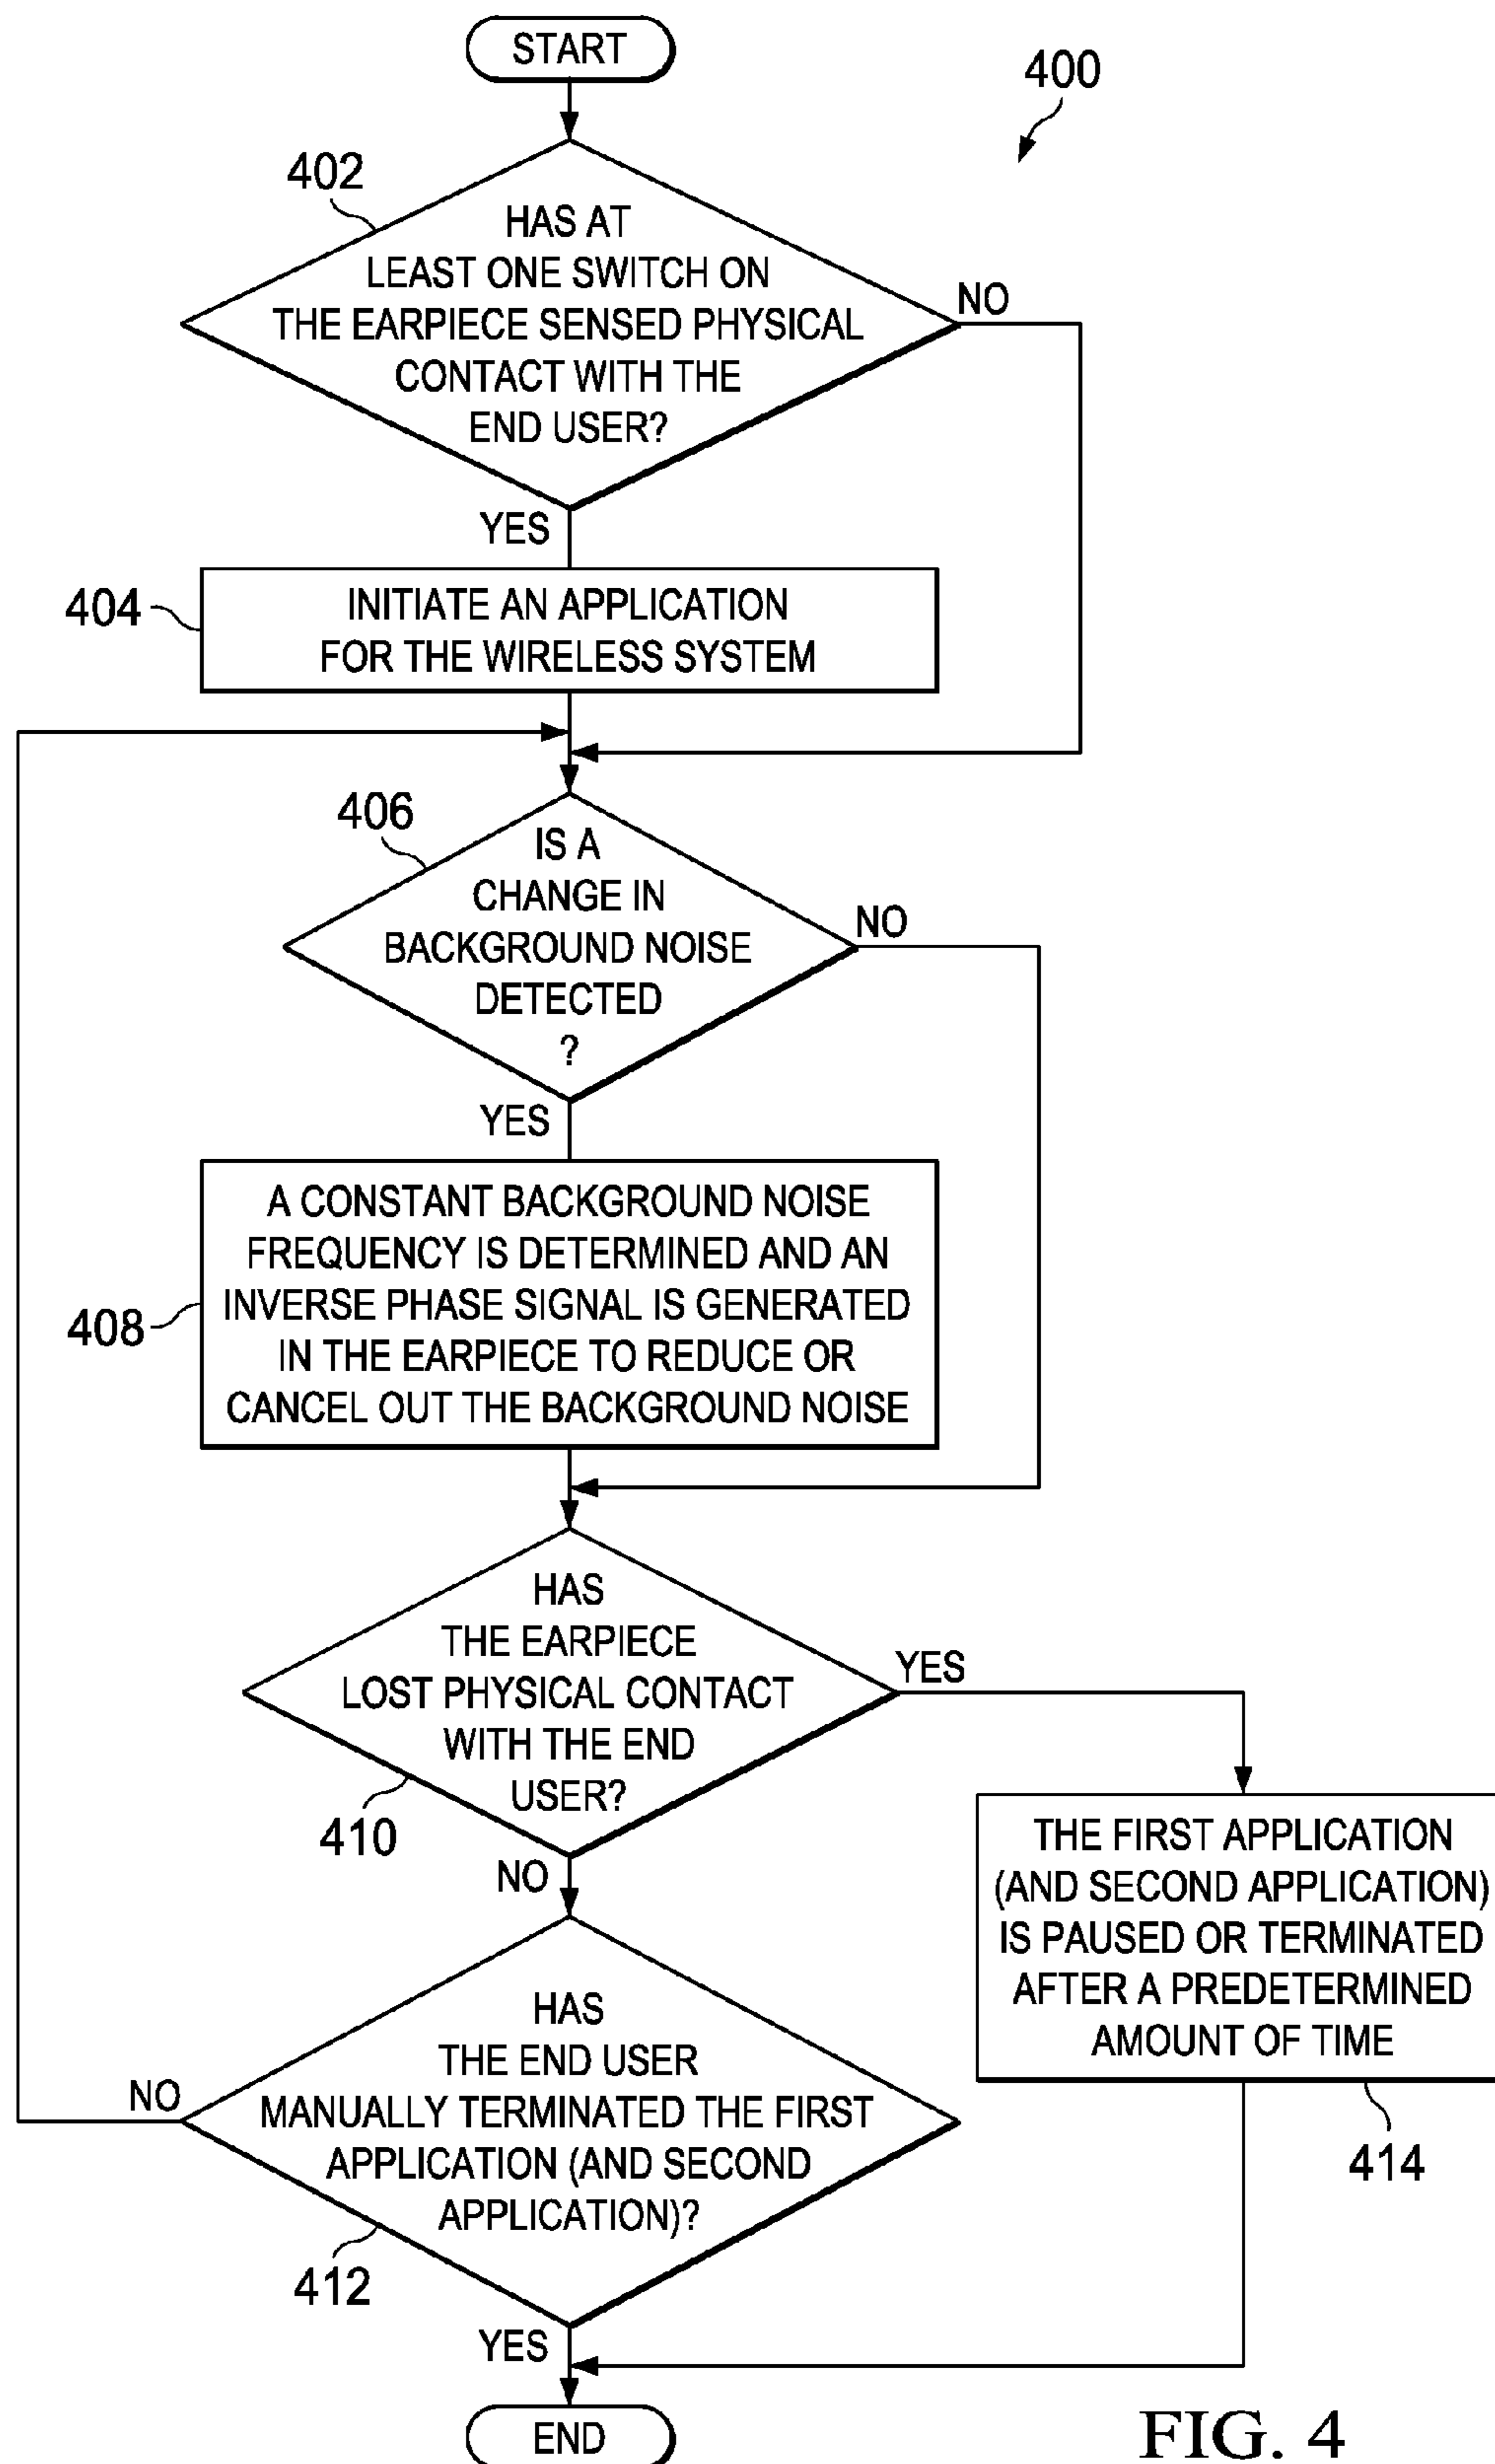 START
400
402
HAS AT
LEAST ONE SWITCH ON
THE EARPIECE SENSED PHYSICAL
CONTACT WITH THE
END USER?
NO
YES
404
INITIATE AN APPLICATION
FOR THE WIRELESS SYSTEM
406
IS A
CHANGE IN
BACKGROUND NOISE
DETECTED
?
NO
YES
408
A CONSTANT BACKGROUND NOISE
FREQUENCY IS DETERMINED AND AN
INVERSE PHASE SIGNAL IS GENERATED
IN THE EARPIECE TO REDUCE OR
CANCEL OUT THE BACKGROUND NOISE
HAS
THE EARPIECE
LOST PHYSICAL CONTACT
WITH THE END
USER?
YES
410
NO
THE FIRST APPLICATION
(AND SECOND APPLICATION)
IS PAUSED OR TERMINATED
AFTER A PREDETERMINED
AMOUNT OF TIME
414
HAS
THE END USER
MANUALLY TERMINATED THE FIRST
APPLICATION (AND SECOND
APPLICATION)?
NO
412
YES
END
FIG. 4